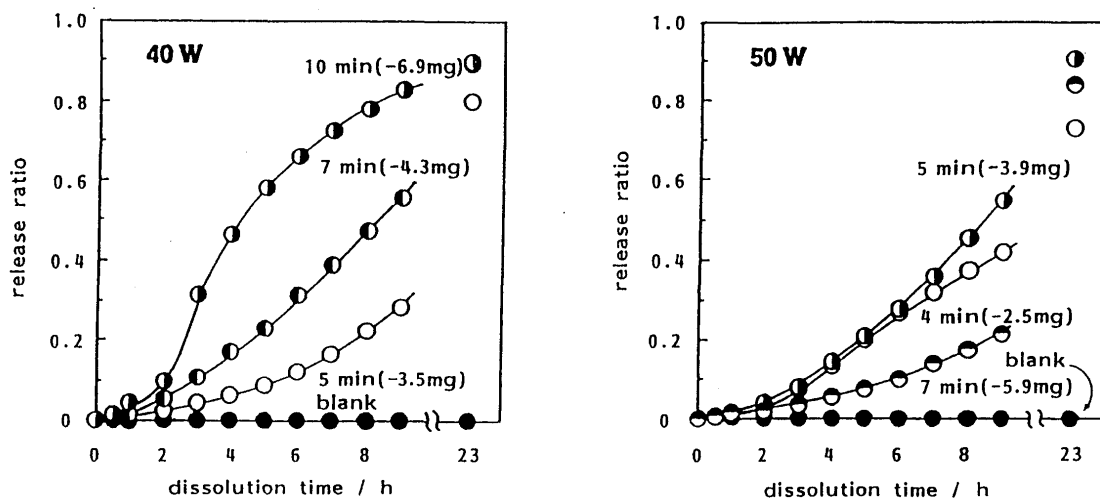 1.0
0.8
0.6
0.4
0.2
0
release ratio
40 W
10 min(-6.9mg)
7 min(-4.3mg)
5 min(-3.5mg)
blank
0 2 4 6 8 23
dissolution time / h
1.0
0.8
0.6
0.4
0.2
0
release ratio
50 W
5 min(-3.9mg)
4 min(-2.5mg)
blank
7 min(-5.9mg)
0 2 4 6 8 23
dissolution time / h